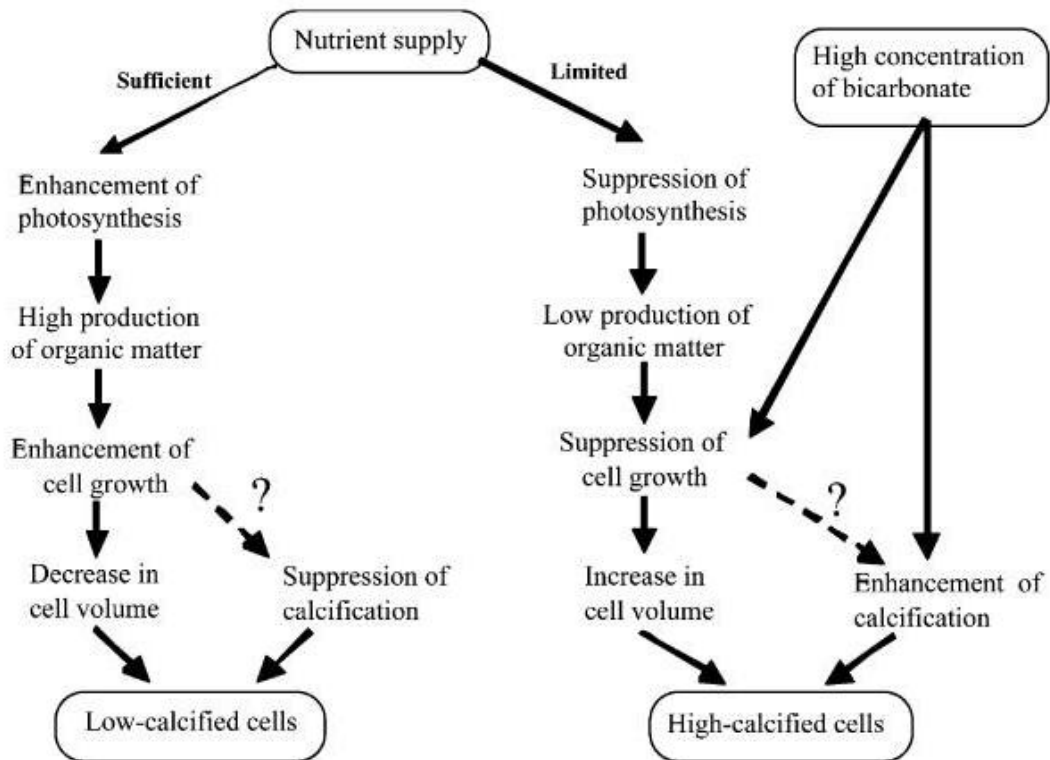 Nutrient supply
Sufficient
Limited
High concentration
of bicarbonate
Enhancement of
photosynthesis
Suppression of
photosynthesis
High production
of organic matter
Low production of
organic matter
Enhancement of
cell growth
Suppression of
cell growth
?
?
Decrease in
cell volume
Suppression of
calcification
Increase in
cell volume
Enhancement of
calcification
Low-calcified cells
High-calcified cells